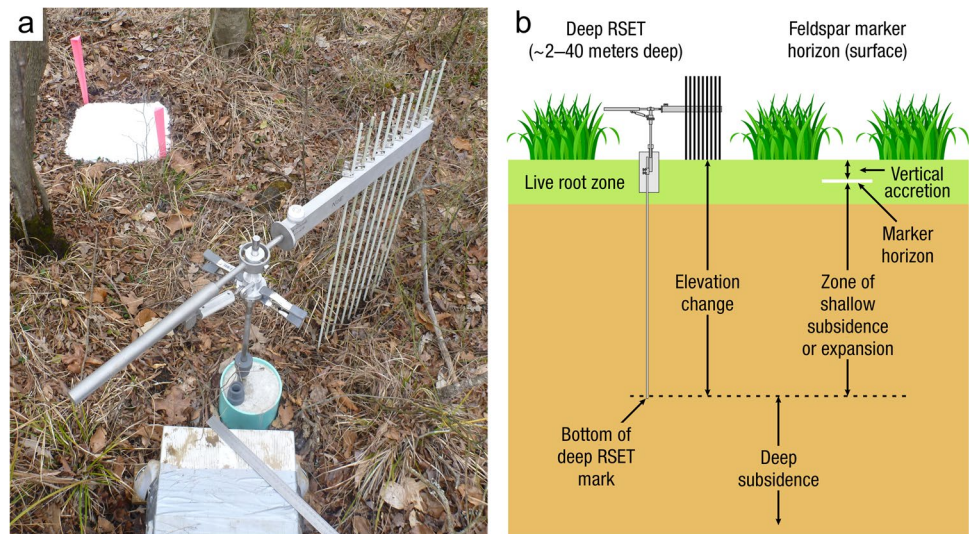 a
b
Deep RSET
(~2–40 meters deep)
Feldspar marker
horizon (surface)
Live root zone
Vertical
accretion
Marker
horizon
Elevation
change
Zone of
shallow
subsidence
or expansion
Bottom of
deep RSET
mark
Deep
subsidence